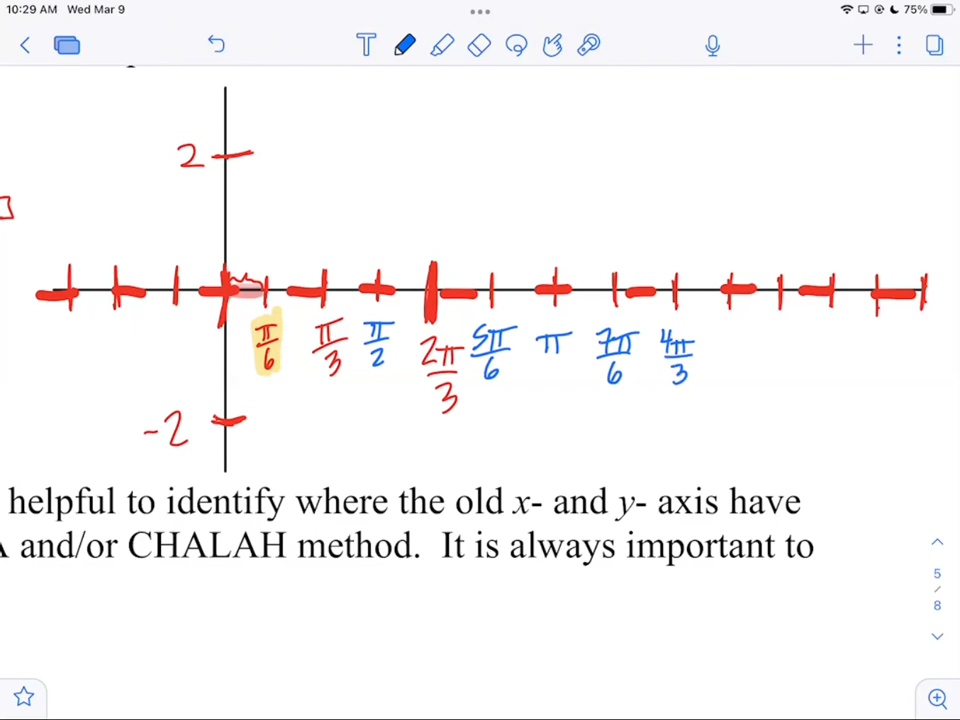 10:29 AM Wed Mar 9
75%
T
2
π/6 π/3 π/2 2π/3 5π/6 π 7π/6 4π/3
-2
helpful to identify where the old x- and y- axis have
and/or CHALAH method. It is always important to
5
/
8